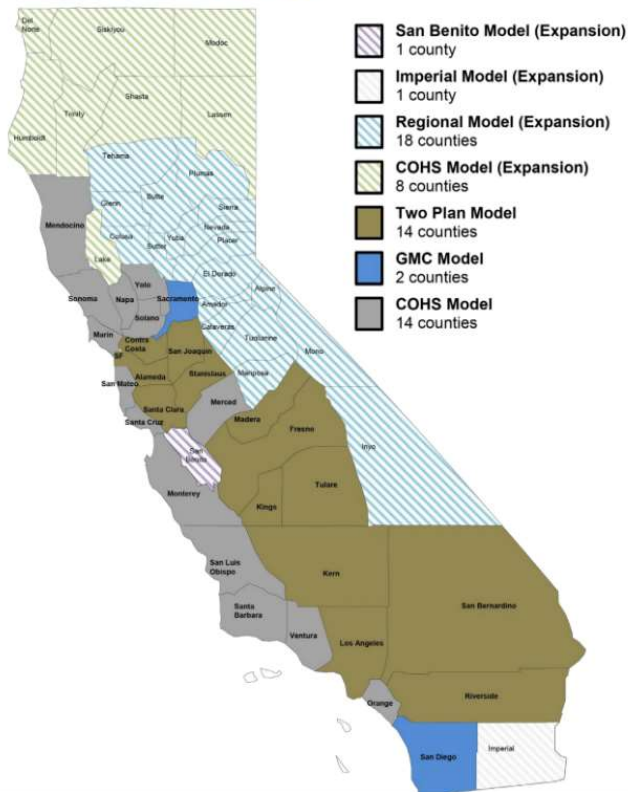 San Benito Model (Expansion)
1 county
Imperial Model (Expansion)
1 county
Regional Model (Expansion)
18 counties
COHS Model (Expansion)
8 counties
Two Plan Model
14 counties
GMC Model
2 counties
COHS Model
14 counties
Del
Norte
Siskiyou
Modoc
Humboldt
Trinity
Shasta
Lassen
Tehama
Plumas
Mendocino
Glenn
Butte
Sierra
Lake
Colusa
Sutter
Yuba
Nevada
Placer
Sonoma
Napa
Yolo
Sacramento
El Dorado
Alpine
Solano
Amador
Marin
Calaveras
Tuolumne
Mono
SF
Contra
Costa
San Joaquin
Alameda
Stanislaus
Mariposa
San Mateo
Santa Clara
Merced
Madera
Santa Cruz
San
Benito
Fresno
Inyo
Monterey
Kings
Tulare
San Luis
Obispo
Kern
San Bernardino
Santa
Barbara
Ventura
Los Angeles
Orange
Riverside
San Diego
Imperial